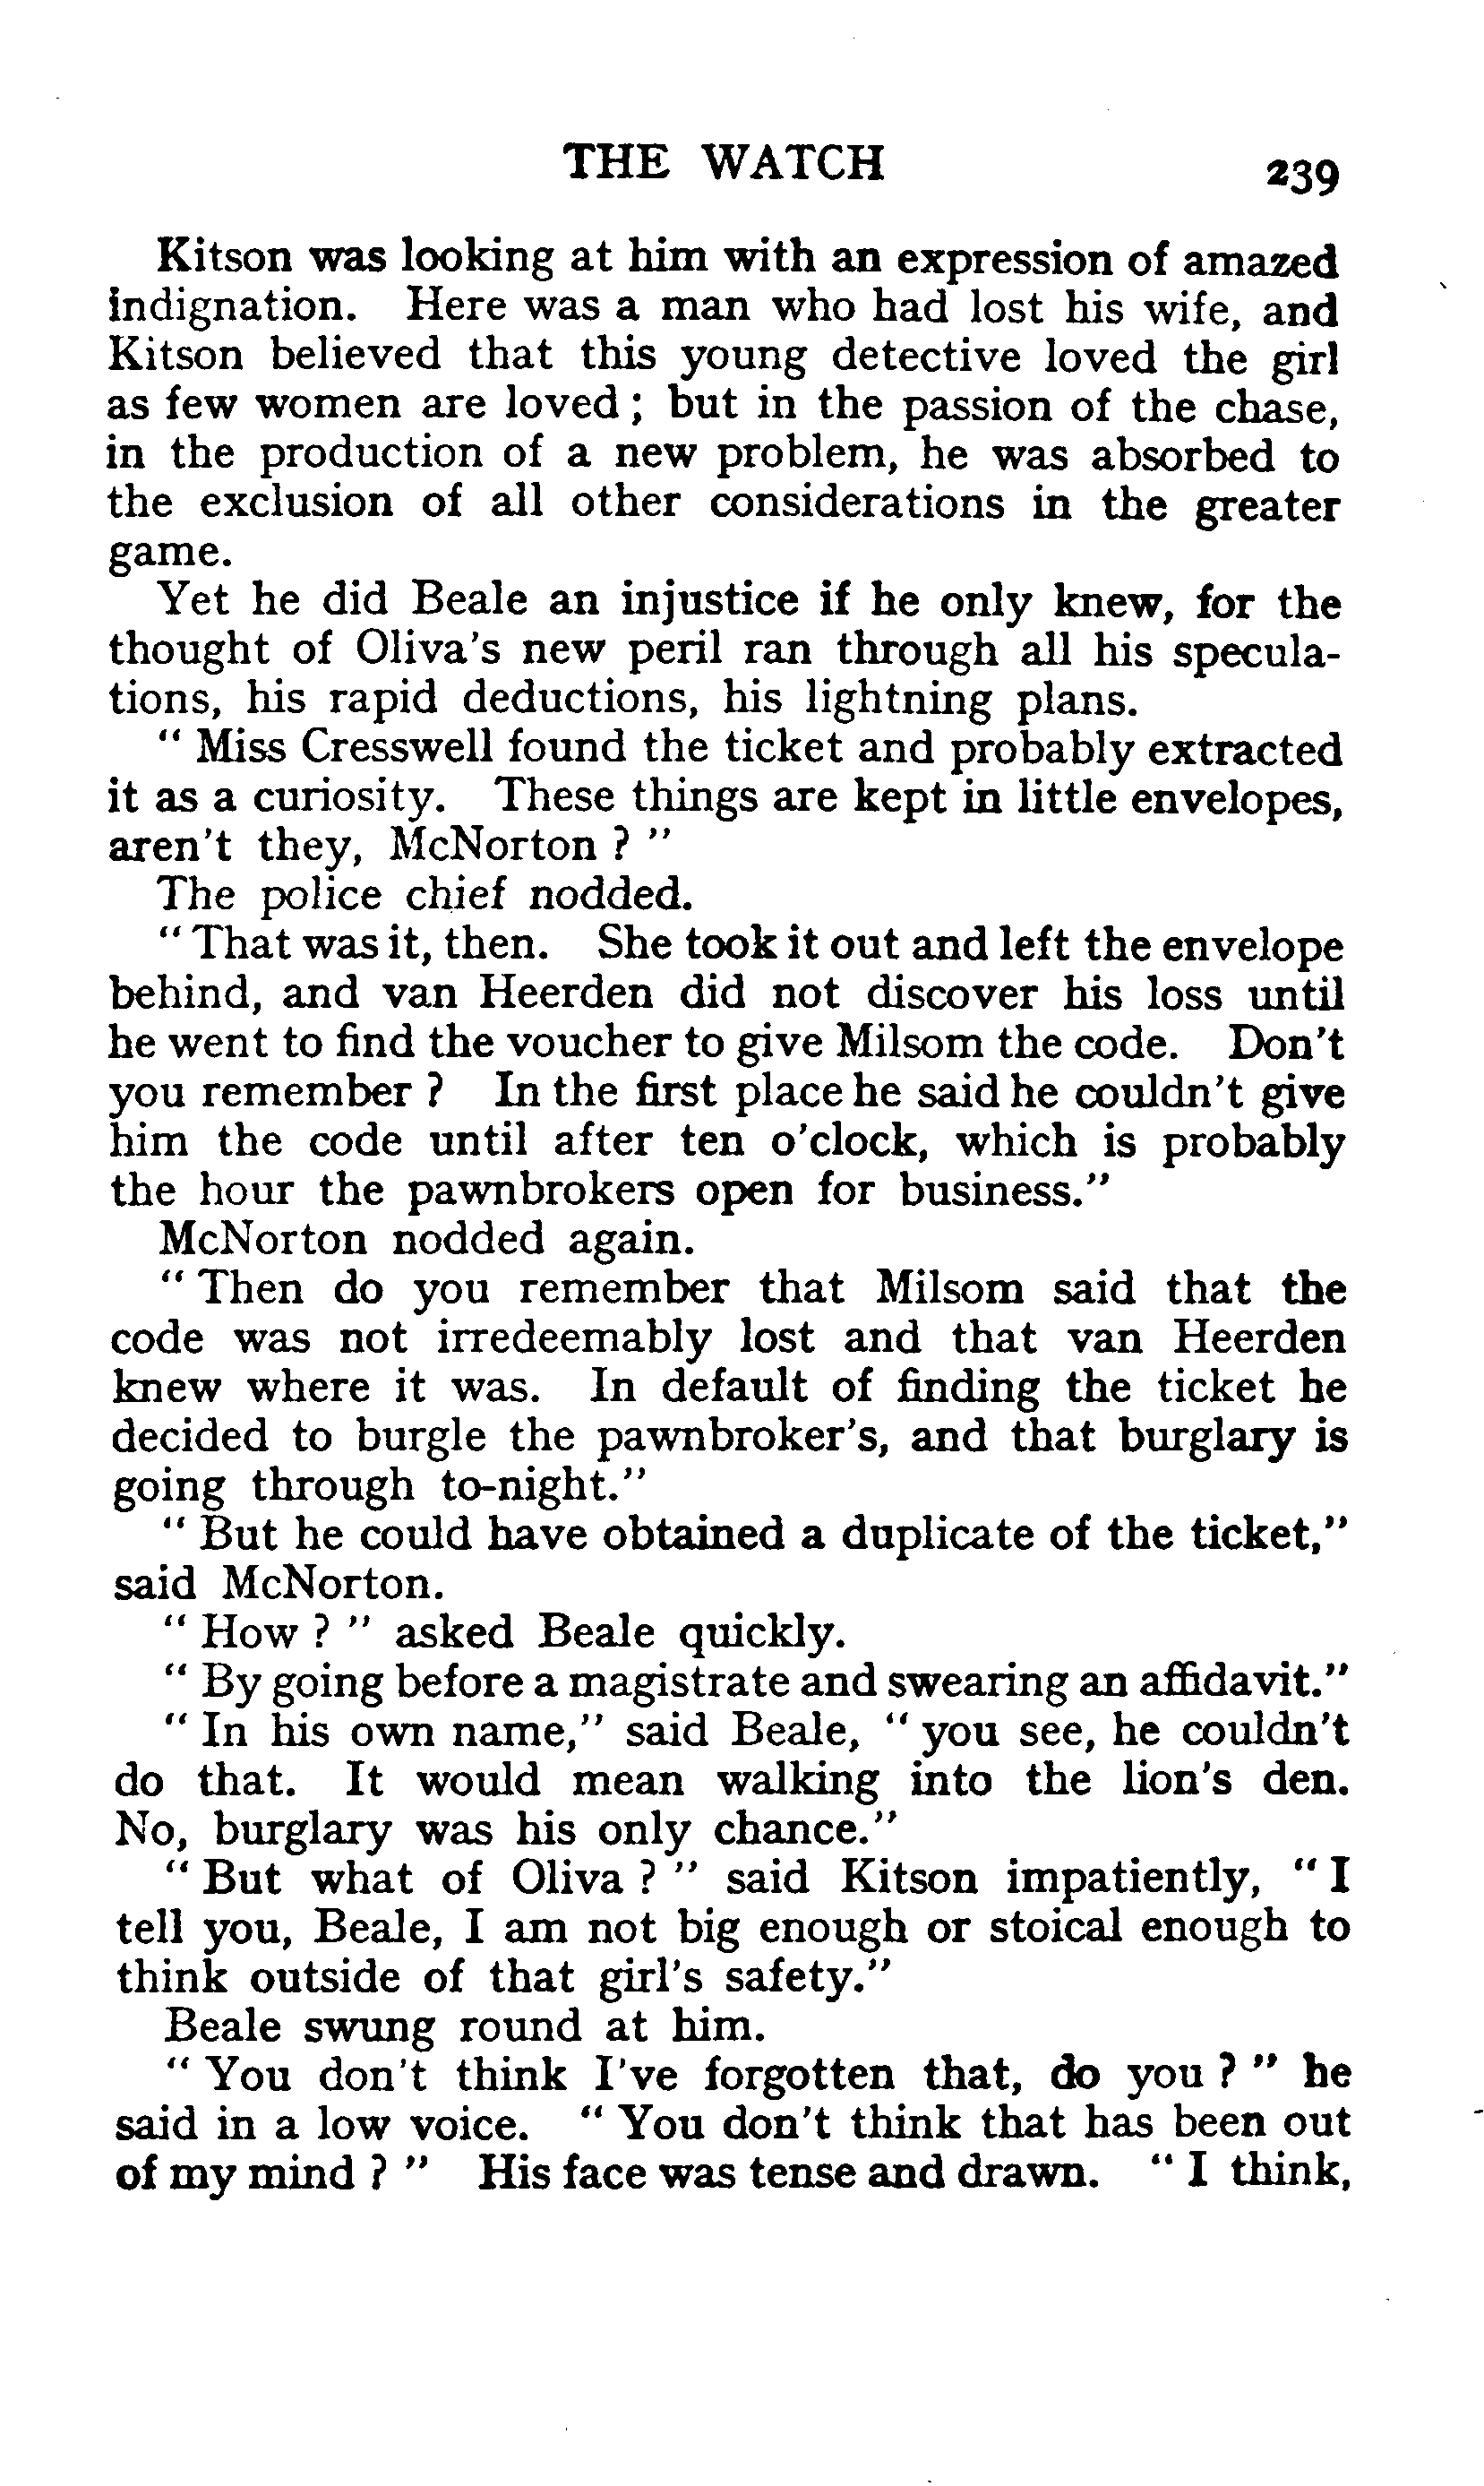 THE WATCH 239
Kitson was looking at him with an expression of amazed
indignation. Here was a man who had lost his wife, and
Kitson believed that this young detective loved the girl
as few women are loved ; but in the passion of the chase,
in the production of a new problem, he was absorbed to
the exclusion of all other considerations in the greater
game.
Yet he did Beale an injustice if he only knew, for the
thought of Oliva's new peril ran through all his specula-
tions, his rapid deductions, his lightning plans.
" Miss Cresswell found the ticket and probably extracted
it as a curiosity. These things are kept in little envelopes,
aren't they, McNorton ? "
The police chief nodded.
" That was it, then. She took it out and left the envelope
behind, and van Heerden did not discover his loss until
he went to find the voucher to give Milsom the code. Don't
you remember ? In the first place he said he couldn't give
him the code until after ten o'clock, which is probably
the hour the pawnbrokers open for business."
McNorton nodded again.
" Then do you remember that Milsom said that the
code was not irredeemably lost and that van Heerden
knew where it was. In default of finding the ticket he
decided to burgle the pawnbroker's, and that burglary is
going through to-night."
" But he could have obtained a duplicate of the ticket,"
said McNorton.
" How ? " asked Beale quickly.
" By going before a magistrate and swearing an affidavit."
" In his own name," said Beale, " you see, he couldn't
do that. It would mean walking into the lion's den.
No, burglary was his only chance."
" But what of Oliva ? " said Kitson impatiently, " I
tell you, Beale, I am not big enough or stoical enough to
think outside of that girl's safety."
Beale swung round at him.
" You don't think I've forgotten that, do you ? " he
said in a low voice. " You don't think that has been out
of my mind ? " His face was tense and drawn. " I think,